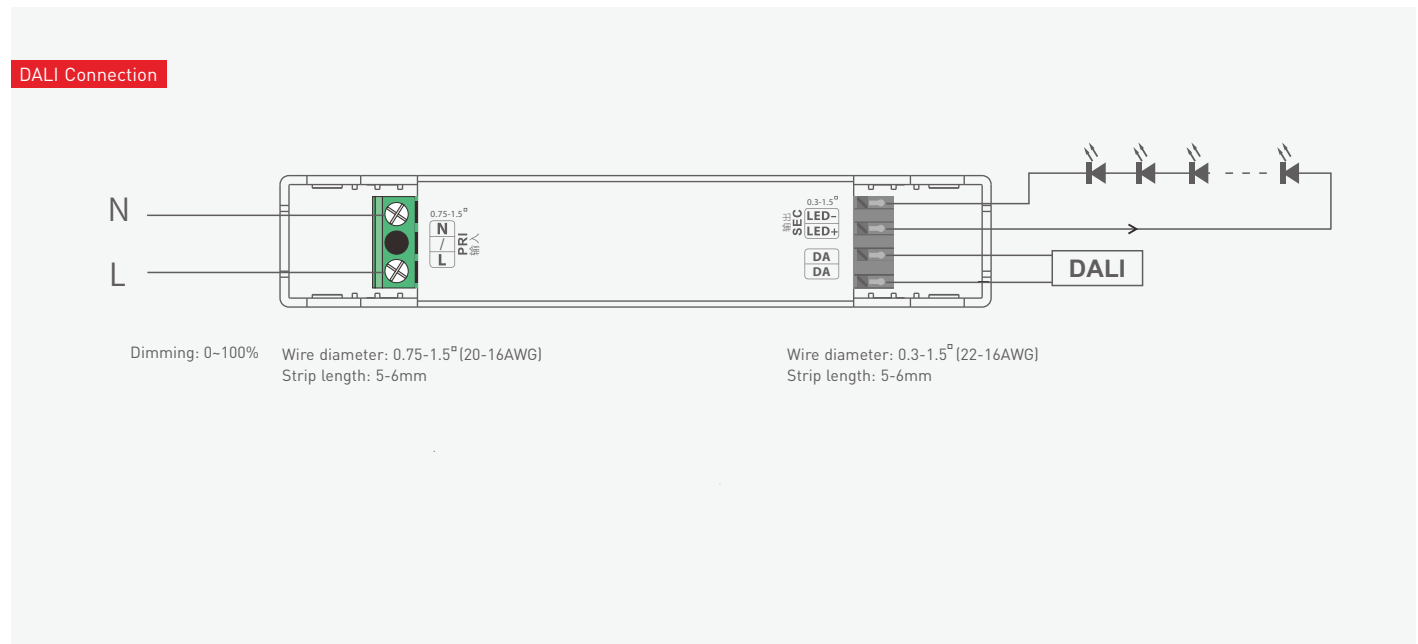 DALI Connection
N
L
0.75-1.5▫
N
/
L
PRI
输入
0.3-1.5▫
输出
SEC
LED-
LED+
DA
DA
DALI
Dimming: 0~100%
Wire diameter: 0.75-1.5▫(20-16AWG)
Strip length: 5-6mm
Wire diameter: 0.3-1.5▫(22-16AWG)
Strip length: 5-6mm